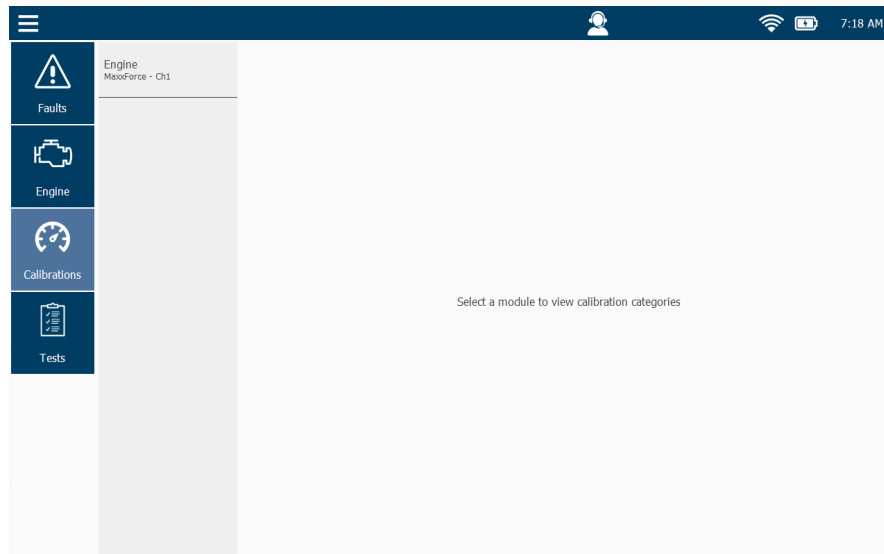 7:18 AM
Faults
Engine
MaxxForce - Ch1
Engine
Calibrations
Select a module to view calibration categories
Tests